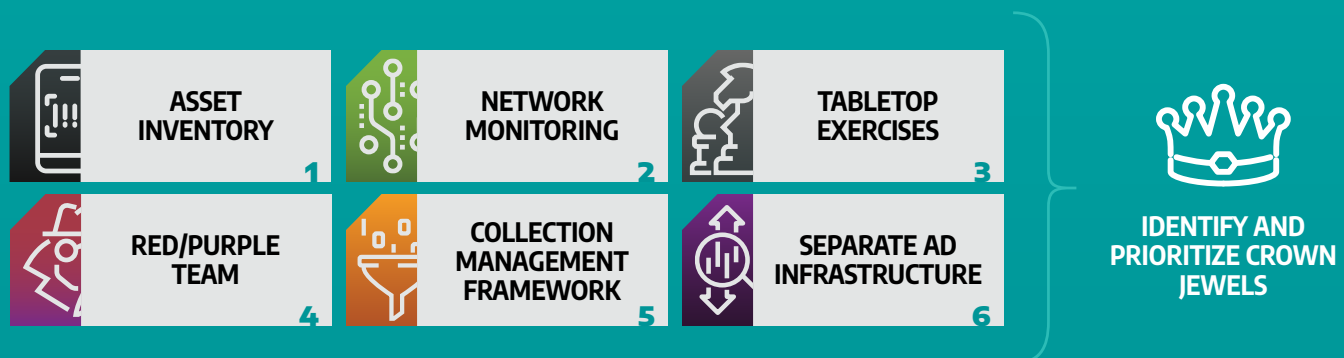 ASSET
INVENTORY
1
NETWORK
MONITORING
2
TABLETOP
EXERCISES
3
RED/PURPLE
TEAM
4
COLLECTION
MANAGEMENT
FRAMEWORK
5
SEPARATE AD
INFRASTRUCTURE
6
IDENTIFY AND
PRIORITIZE CROWN
JEWELS